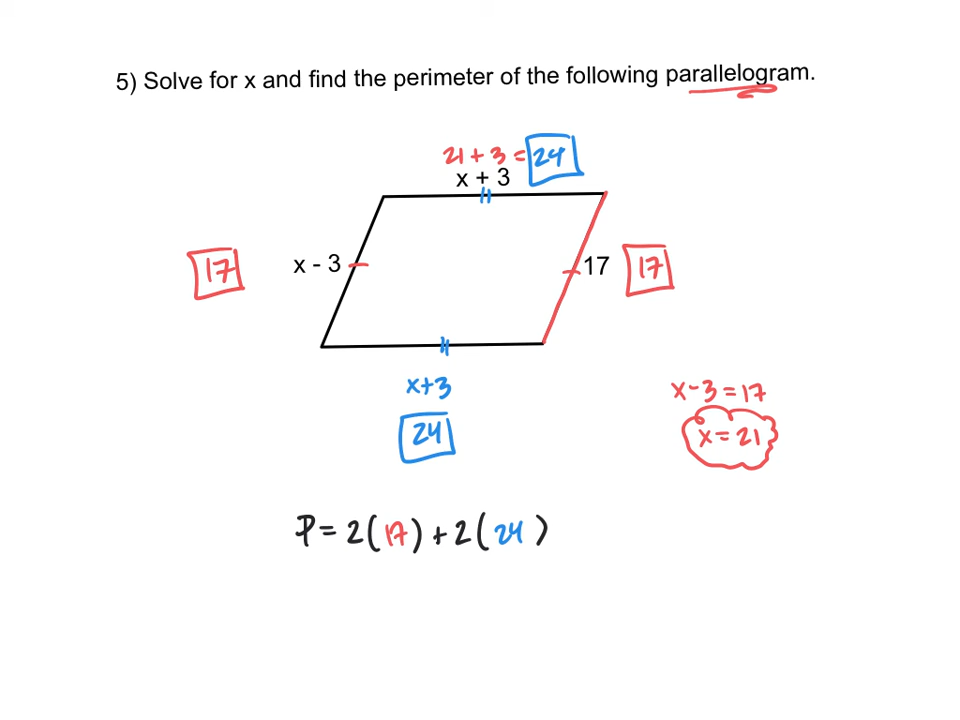 5) Solve for x and find the perimeter of the following parallelogram.
21 + 3 = 24
x + 3
17
x - 3
17
17
x+3
24
x-3=17
x=21
P=2(17)+2(24)